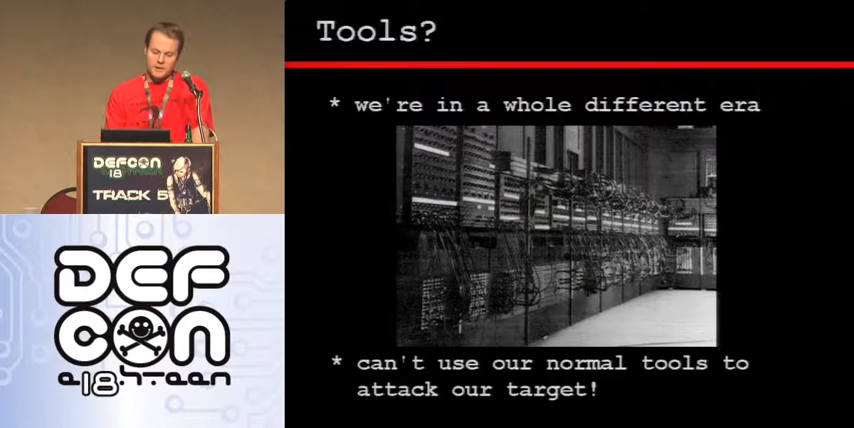 Tools?
* we're in a whole different era
* can't use our normal tools to
attack our target!
DEFCON
18
TRACK 5
DEF
CON
e18hteen